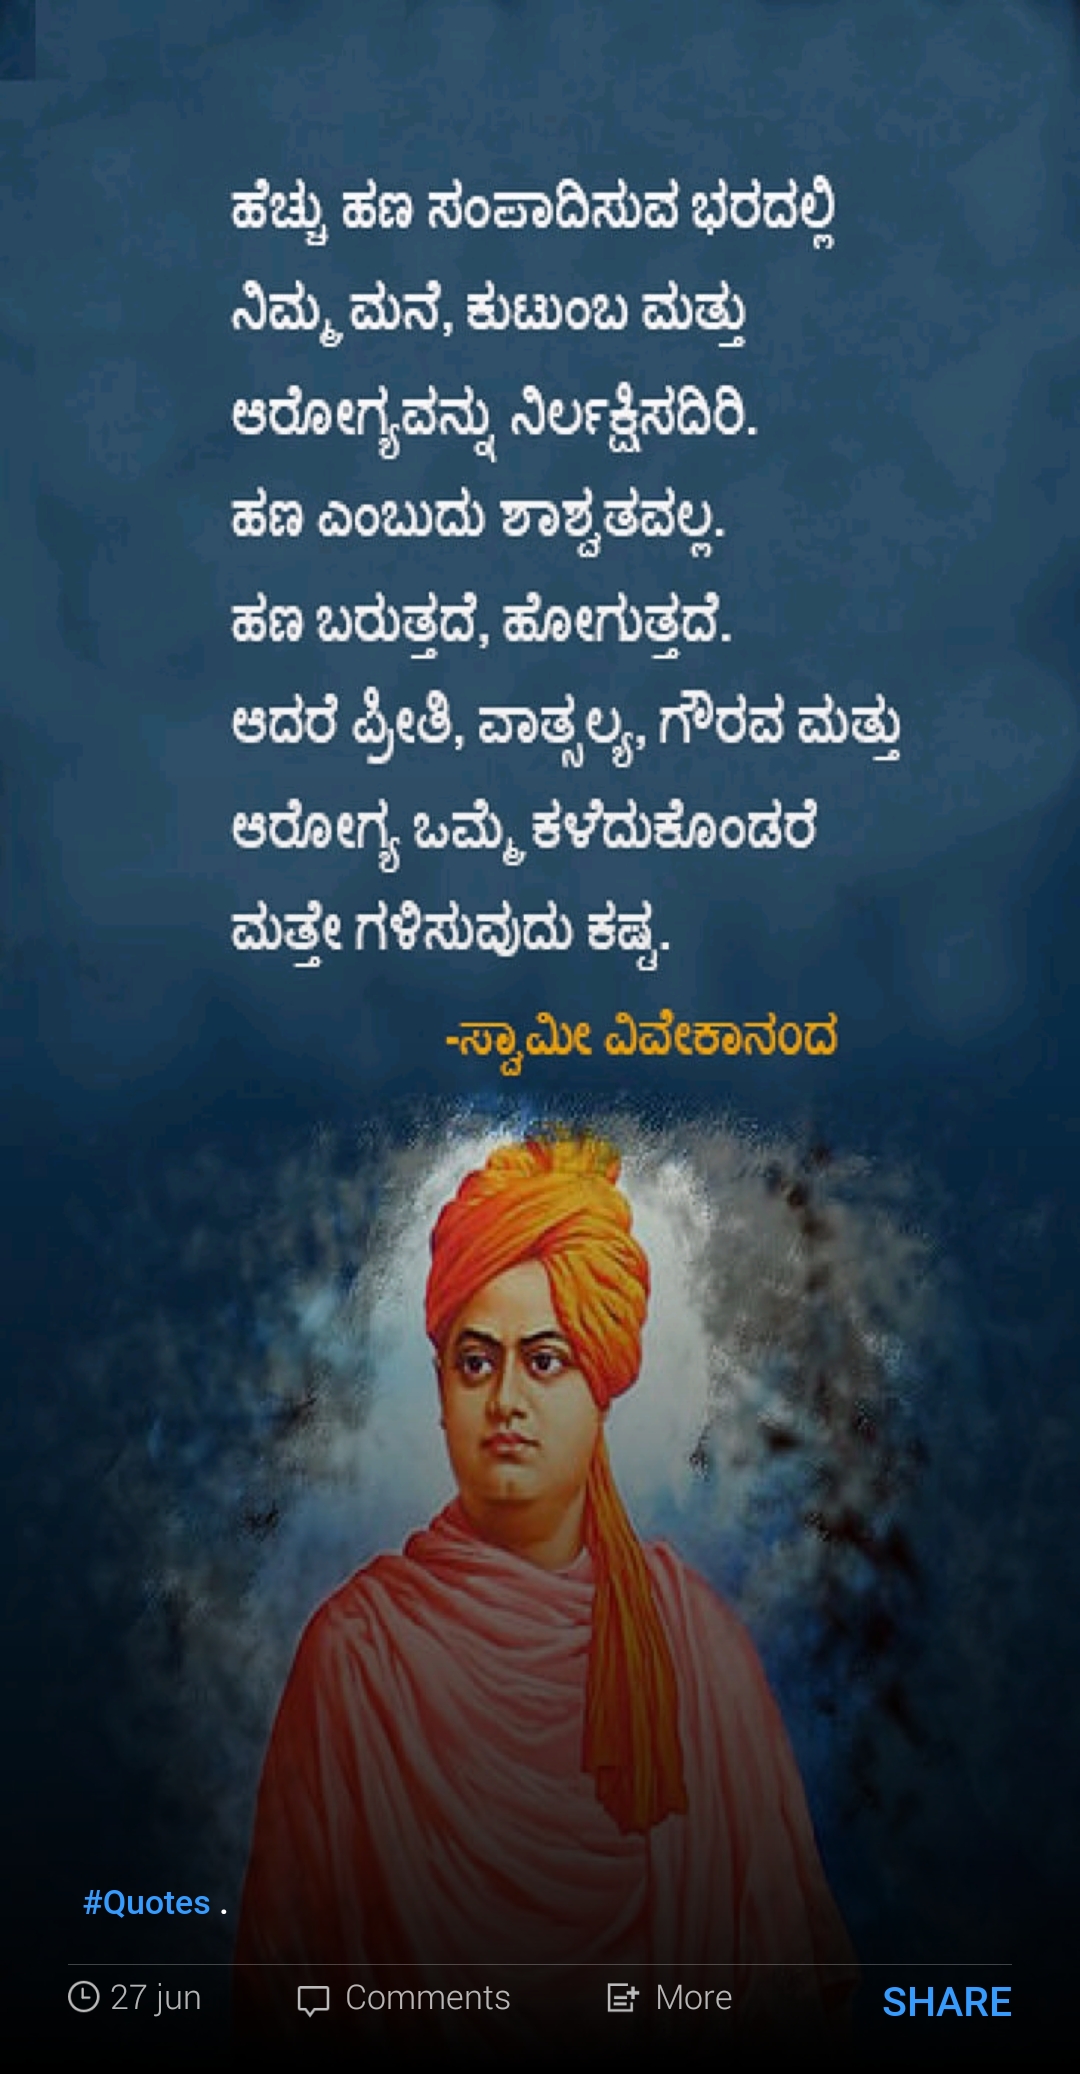 ಹೆಚ್ಚು ಹಣ ಸಂಪಾದಿಸುವ ಭರದಲ್ಲಿ
ನಿಮ್ಮ ಮನೆ, ಕುಟುಂಬ ಮತ್ತು
ಆರೋಗ್ಯವನ್ನು ನಿರ್ಲಕ್ಷಿಸದಿರಿ.
ಹಣ ಎಂಬುದು ಶಾಶ್ವತವಲ್ಲ.
ಹಣ ಬರುತ್ತದೆ, ಹೋಗುತ್ತದೆ.
ಆದರೆ ಪ್ರೀತಿ, ವಾತ್ಸಲ್ಯ, ಗೌರವ ಮತ್ತು
ಆರೋಗ್ಯ ಒಮ್ಮೆ ಕಳೆದುಕೊಂಡರೆ
ಮತ್ತೇ ಗಳಿಸುವುದು ಕಷ್ಟ.
-ಸ್ವಾಮೀ ವಿವೇಕಾನಂದ
#Quotes .
27 jun Comments More SHARE